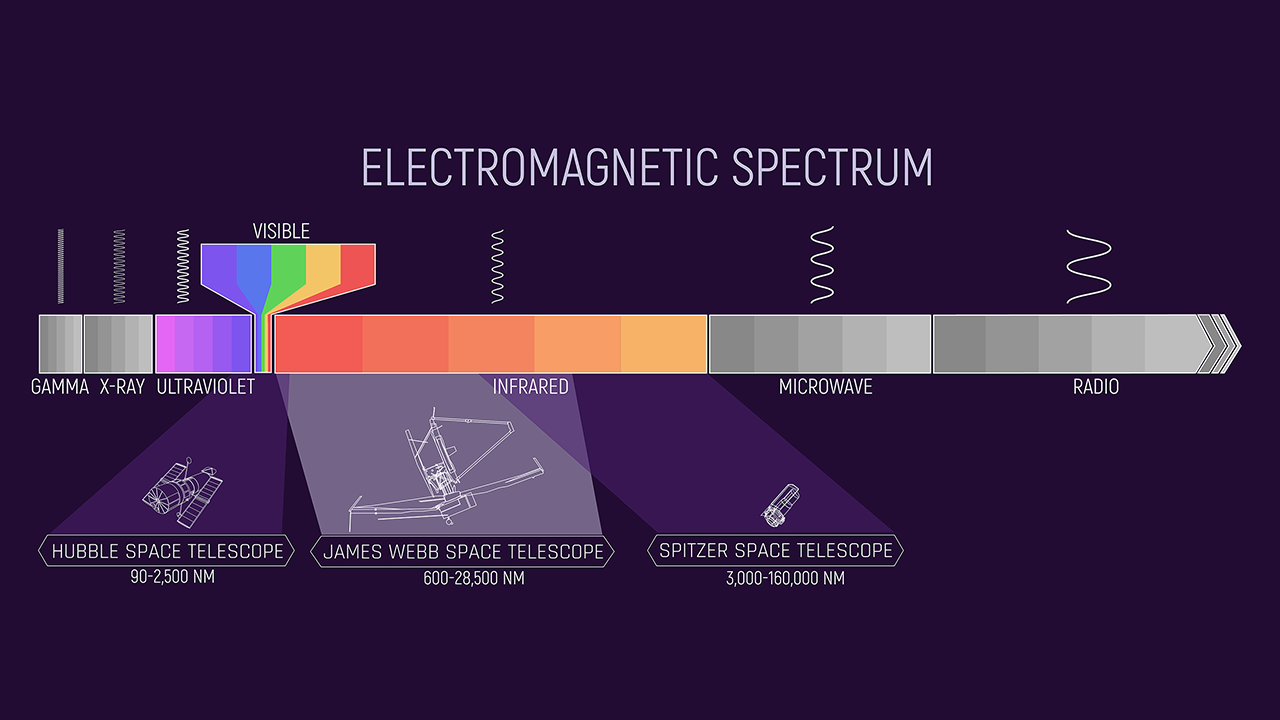 ELECTROMAGNETIC SPECTRUM
VISIBLE
GAMMA X-RAY ULTRAVIOLET INFRARED MICROWAVE RADIO
HUBBLE SPACE TELESCOPE
90-2,500 NM
JAMES WEBB SPACE TELESCOPE
600-28,500 NM
SPITZER SPACE TELESCOPE
3,000-160,000 NM